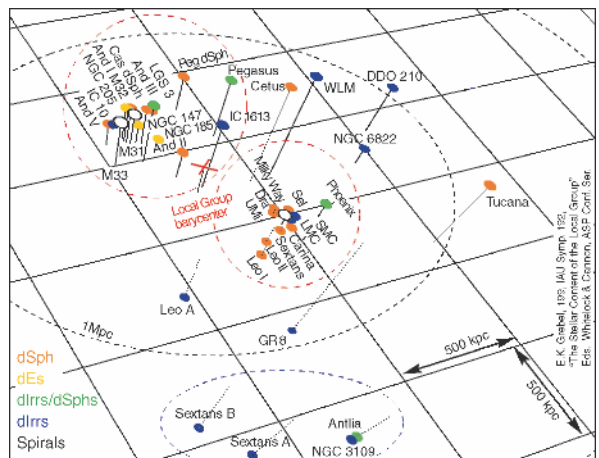 Peg dSph
LGS 3
And III
And I M32
Cas dSph
NGC 205
IC 10
And V
Pegasus
Cetus
WLM
DDO 210
IC 1613
NGC 147
NGC 185
And II
M31
M33
NGC 6822
Local Group
barycenter
Milky Way
Dra
UMi
Scl
Phoenix
SMC
LMC
Carina
Sextans
Leo II
Leo I
Tucana
Leo A
1Mpc
GR8
500 kpc
500 kpc
Sextans B
Sextans A
Antlia
NGC 3109
dSph
dEs
dIrrs/dSphs
dIrrs
Spirals
E.K. Grebel, 199, IAU Symp. 192,
"The Stellar Content of the Local Group"
Eds. Whitelock & Cannon, ASP Conf. Ser.